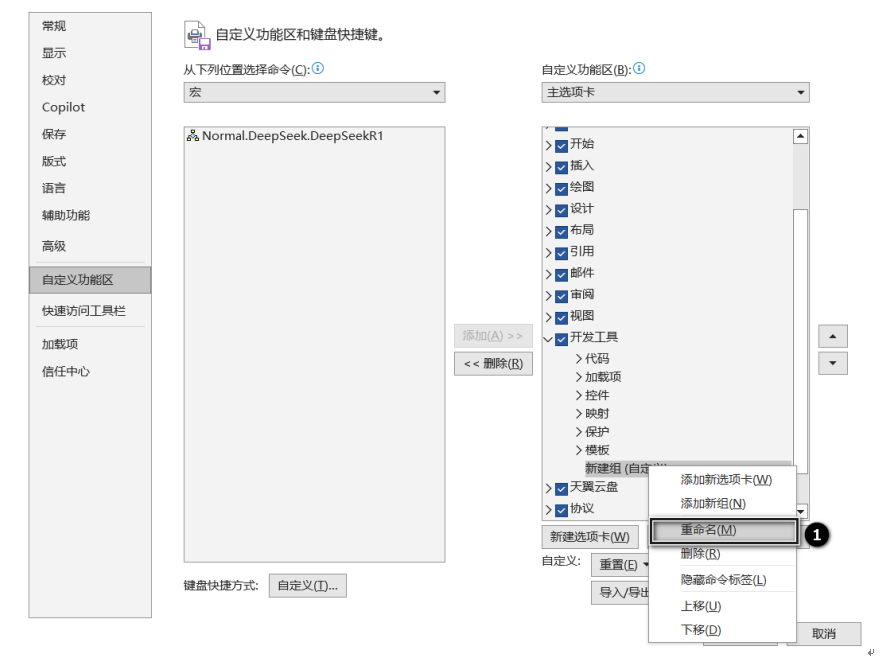 常规
显示
校对
Copilot
保存
版式
语言
辅助功能
高级
自定义功能区
快速访问工具栏
加载项
信任中心
自定义功能区和键盘快捷键。
从下列位置选择命令(C):
宏
Normal.DeepSeek.DeepSeekR1
添加(A) >>
<< 删除(R)
键盘快捷方式: 自定义(T)...
自定义功能区(B):
主选项卡
开始
插入
绘图
设计
布局
引用
邮件
审阅
视图
开发工具
代码
加载项
控件
映射
保护
模板
新建组 (自定义)
天翼云盘
协议
新建选项卡(W)
自定义: 重置(E)
导入/导出
添加新选项卡(W)
添加新组(N)
重命名(M)
1
删除(R)
隐藏命令标签(L)
上移(U)
下移(D)
取消